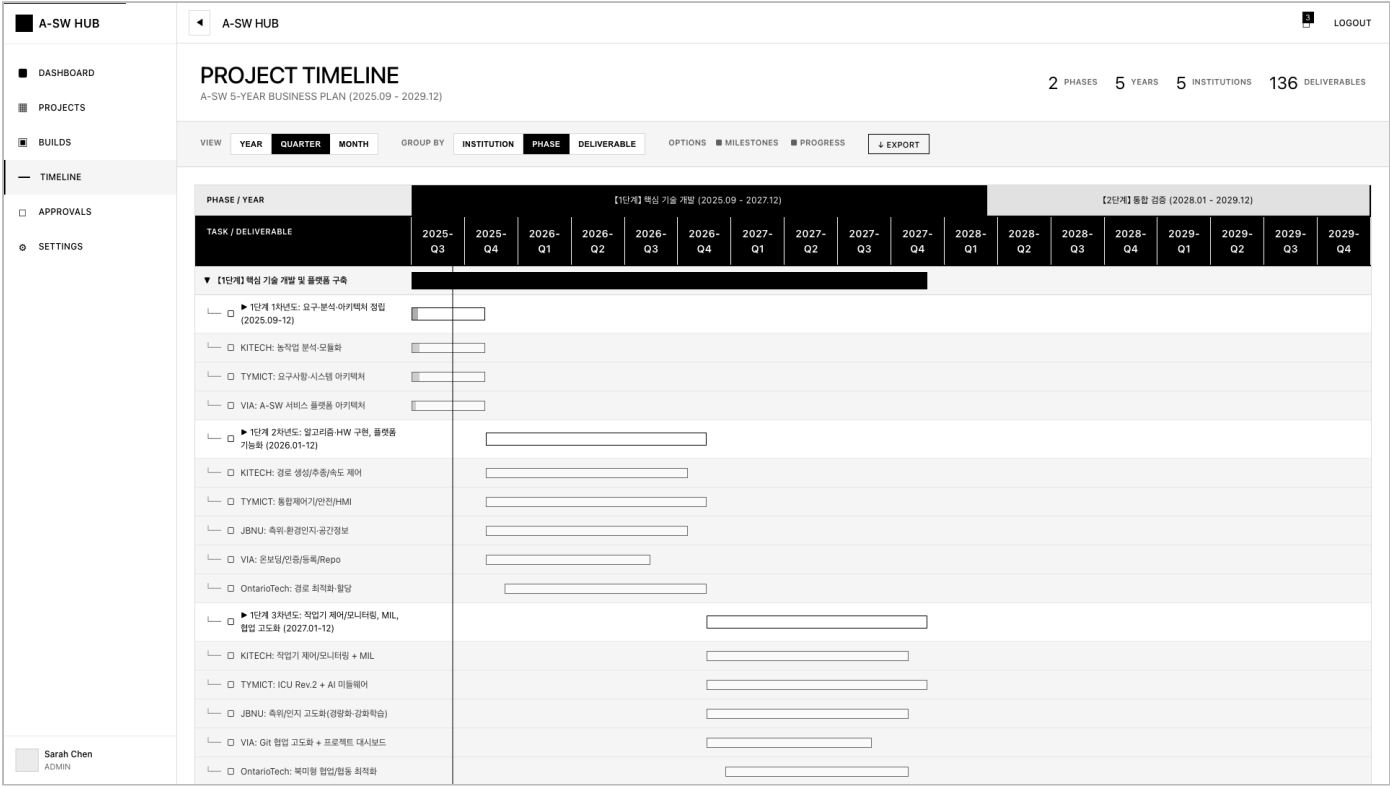 A-SW HUB
A-SW HUB
3
LOGOUT
DASHBOARD
PROJECTS
BUILDS
TIMELINE
APPROVALS
SETTINGS
PROJECT TIMELINE
A-SW 5-YEAR BUSINESS PLAN (2025.09 - 2029.12)
2 PHASES 5 YEARS 5 INSTITUTIONS 136 DELIVERABLES
VIEW YEAR QUARTER MONTH GROUP BY INSTITUTION PHASE DELIVERABLE OPTIONS MILESTONES PROGRESS ↓ EXPORT
PHASE / YEAR
【1단계】 핵심 기술 개발 (2025.09 - 2027.12)
【2단계】 통합 검증 (2028.01 - 2029.12)
TASK / DELIVERABLE
2025-Q3 2025-Q4 2026-Q1 2026-Q2 2026-Q3 2026-Q4 2027-Q1 2027-Q2 2027-Q3 2027-Q4 2028-Q1 2028-Q2 2028-Q3 2028-Q4 2029-Q1 2029-Q2 2029-Q3 2029-Q4
▼ 【1단계】 핵심 기술 개발 및 플랫폼 구축
▶ 1단계 1차년도: 요구·분석·아키텍처 정립
(2025.09-12)
KITECH: 농작업 분석·모듈화
TYMICT: 요구사항·시스템 아키텍처
VIA: A-SW 서비스 플랫폼 아키텍처
▶ 1단계 2차년도: 알고리즘·HW 구현, 플랫폼
기능화 (2026.01-12)
KITECH: 경로 생성/추종/속도 제어
TYMICT: 통합제어기/안전/HMI
JBNU: 측위·환경인지·공간정보
VIA: 온보딩/인증/등록/Repo
OntarioTech: 경로 최적화·할당
▶ 1단계 3차년도: 작업기 제어/모니터링, MIL,
협업 고도화 (2027.01-12)
KITECH: 작업기 제어/모니터링 + MIL
TYMICT: ICU Rev.2 + AI 미들웨어
JBNU: 측위/인지 고도화(경량화·강화학습)
VIA: Git 협업 고도화 + 프로젝트 대시보드
OntarioTech: 북미형 협업/협동 최적화
Sarah Chen
ADMIN